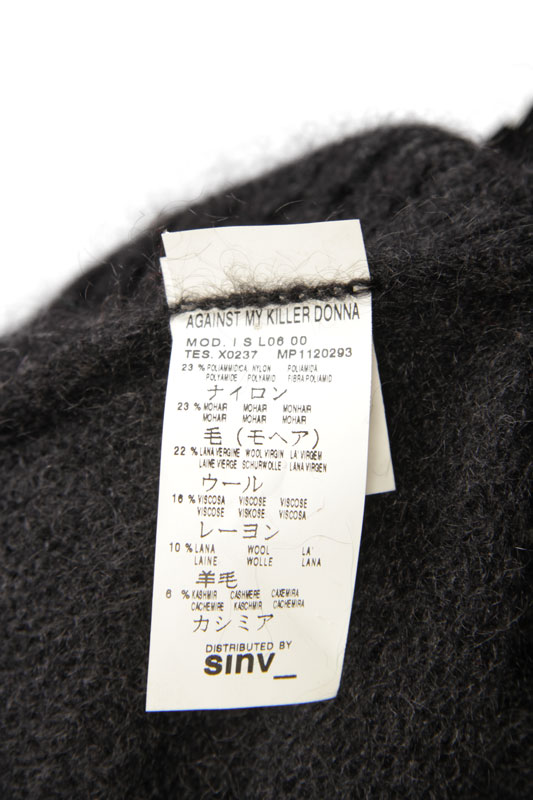 AGAINST MY KILLER DONNA
MOD. I S L06 00
TES. X0237 MP1120293
23 % POLIAMMIDICA NYLON POLIAMIDA
POLYAMIDE POLYAMID FIBRA POLIAMID
ナイロン
23 % MOHAIR MOHAIR MONHAIR
MOHAIR MOHAIR MOHAIR
毛 (モヘア)
22 % LANA VERGINE WOOL VIRGIN LA VIRGEM
LAINE VIERGE SCHURWOLLE LANA VIRGEN
ウール
16 % VISCOSA VISCOSE VISCOSE
VISCOSE VISKOSE VISCOSA
レーヨン
10 % LANA WOOL LA'
LAINE WOLLE LANA
羊毛
6 % KASHMIR CASHMERE CAXEMIRA
CACHEMIRE KASCHMIR CACHEMIRA
カシミア
DISTRIBUTED BY
sinv_